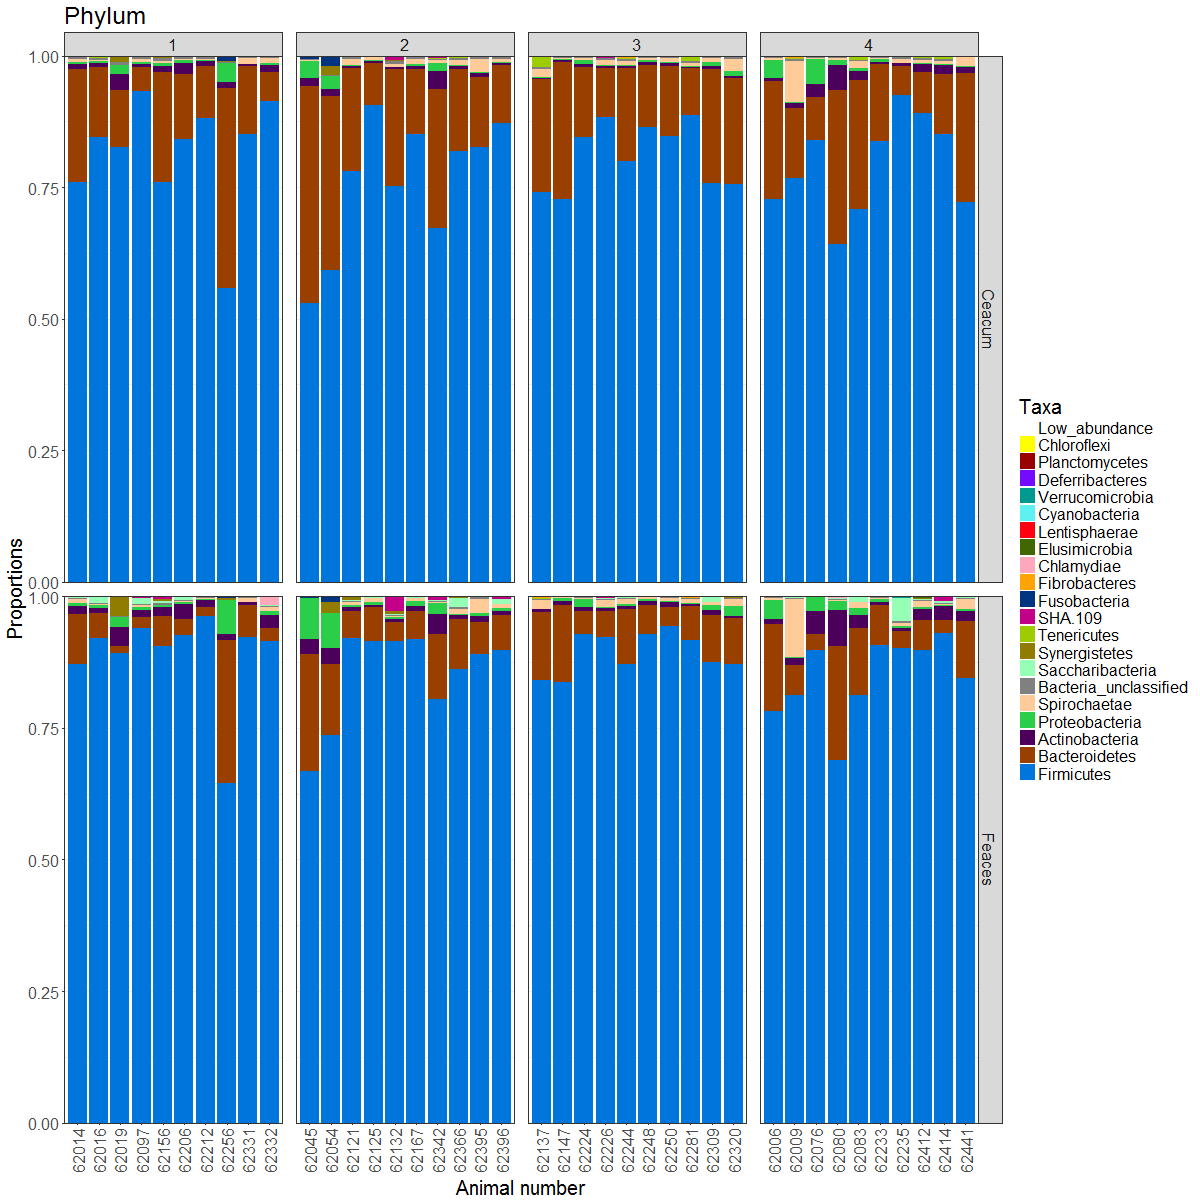 Phylum
1 2 3 4
1.00
0.75
0.50
0.25
0.00
Ceacum
1.00
0.75
0.50
0.25
0.00
Feaces
Proportions
62014 62016 62019 62097 62156 62206 62212 62256 62331 62332
62045 62054 62121 62125 62132 62167 62342 62366 62395 62396
62137 62147 62224 62226 62244 62248 62250 62281 62309 62320
62006 62009 62076 62080 62083 62233 62235 62412 62414 62441
Animal number
Taxa
Low_abundance
Chloroflexi
Planctomycetes
Deferribacteres
Verrucomicrobia
Cyanobacteria
Lentisphaerae
Elusimicrobia
Chlamydiae
Fibrobacteres
Fusobacteria
SHA.109
Tenericutes
Synergistetes
Saccharibacteria
Bacteria_unclassified
Spirochaetae
Proteobacteria
Actinobacteria
Bacteroidetes
Firmicutes